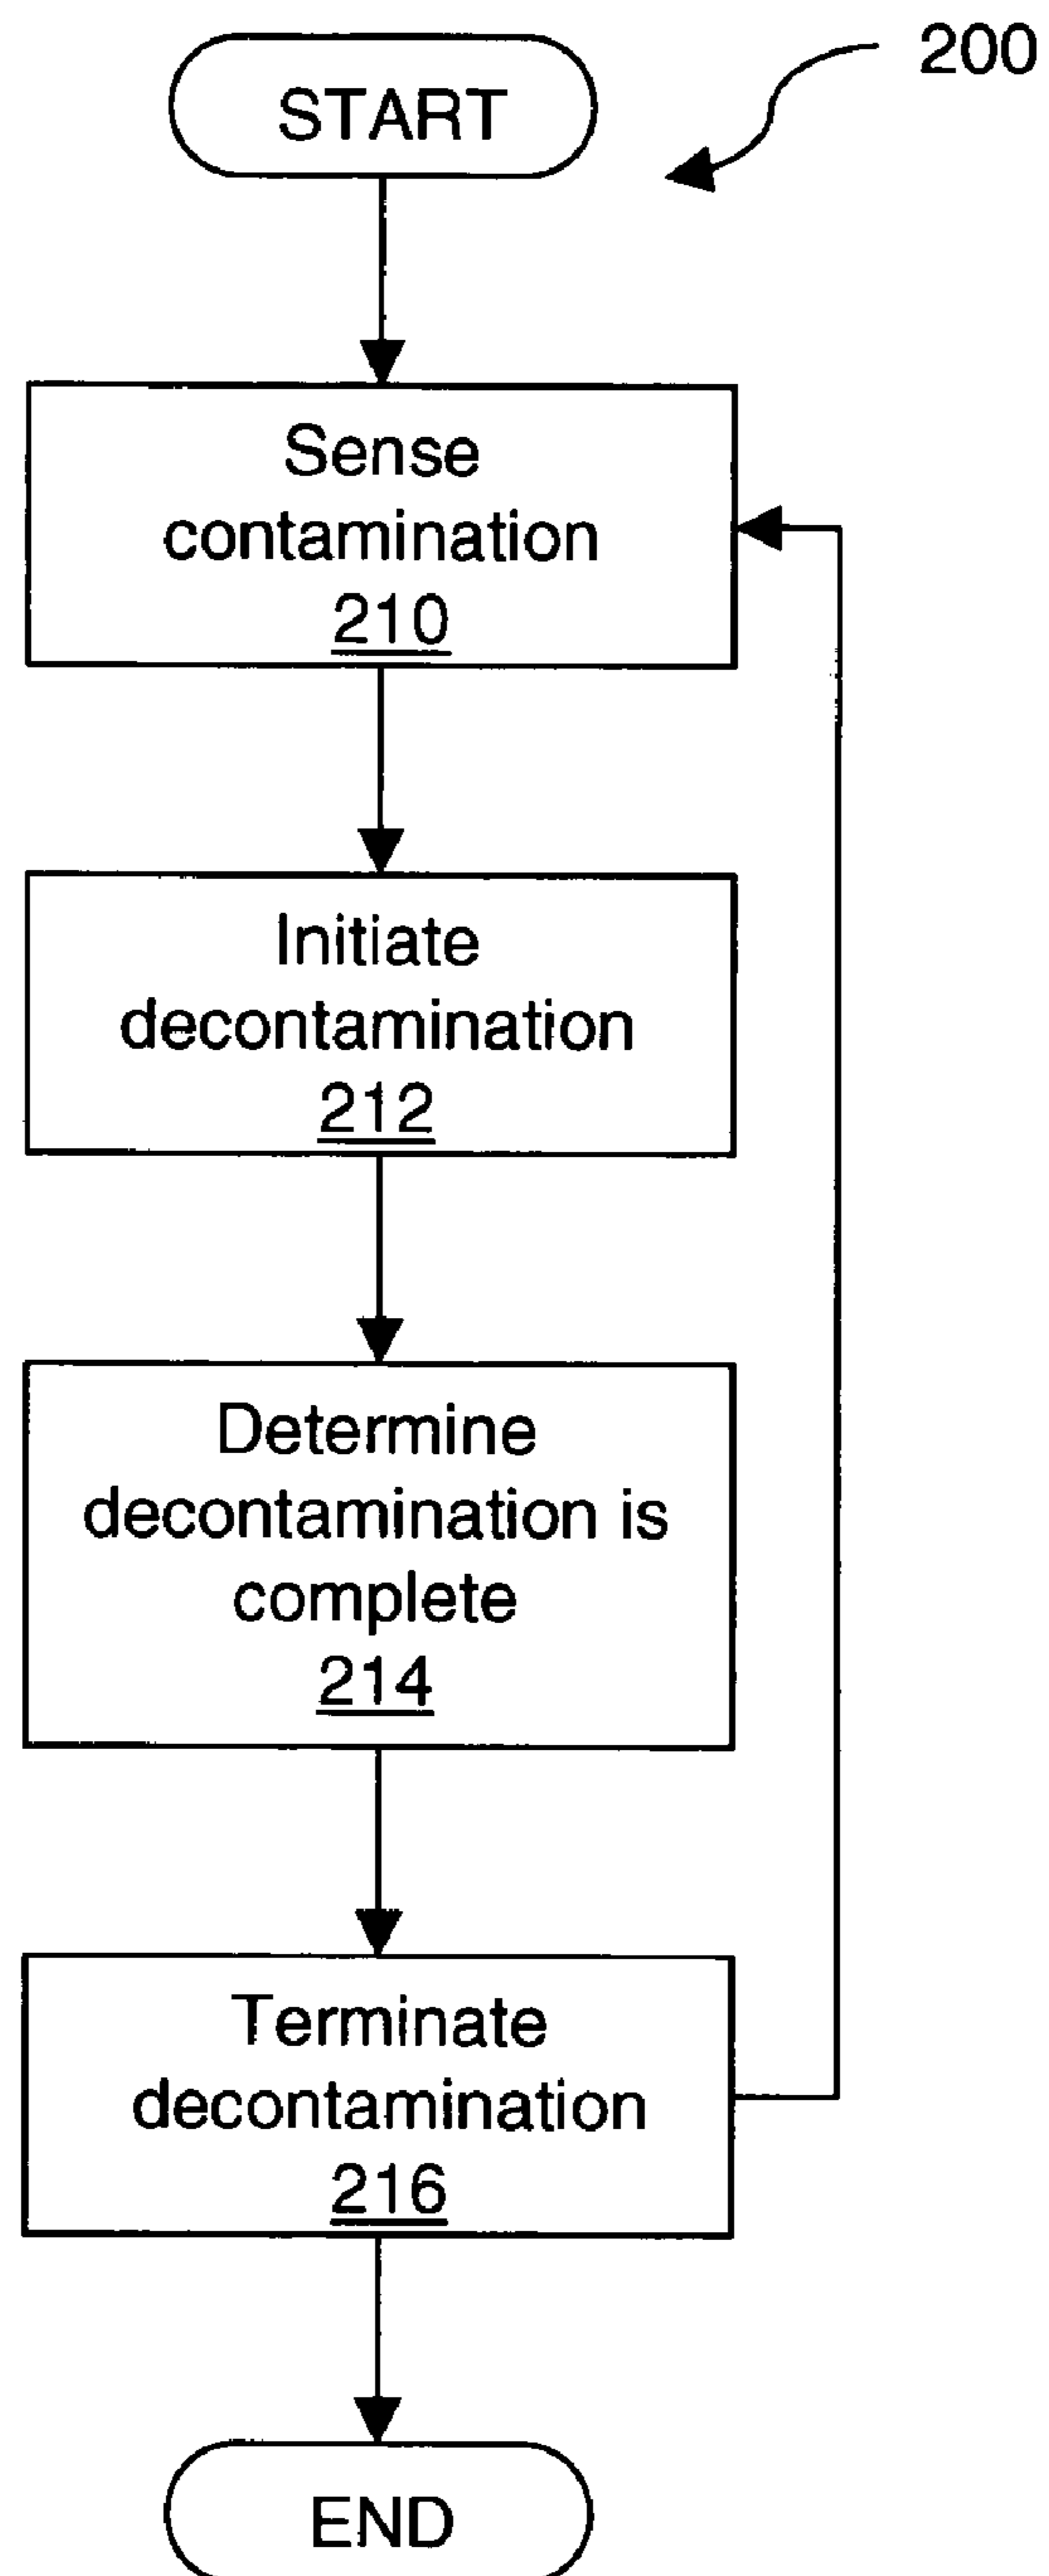 200
START
Sense
contamination
210
Initiate
decontamination
212
Determine
decontamination is
complete
214
Terminate
decontamination
216
END